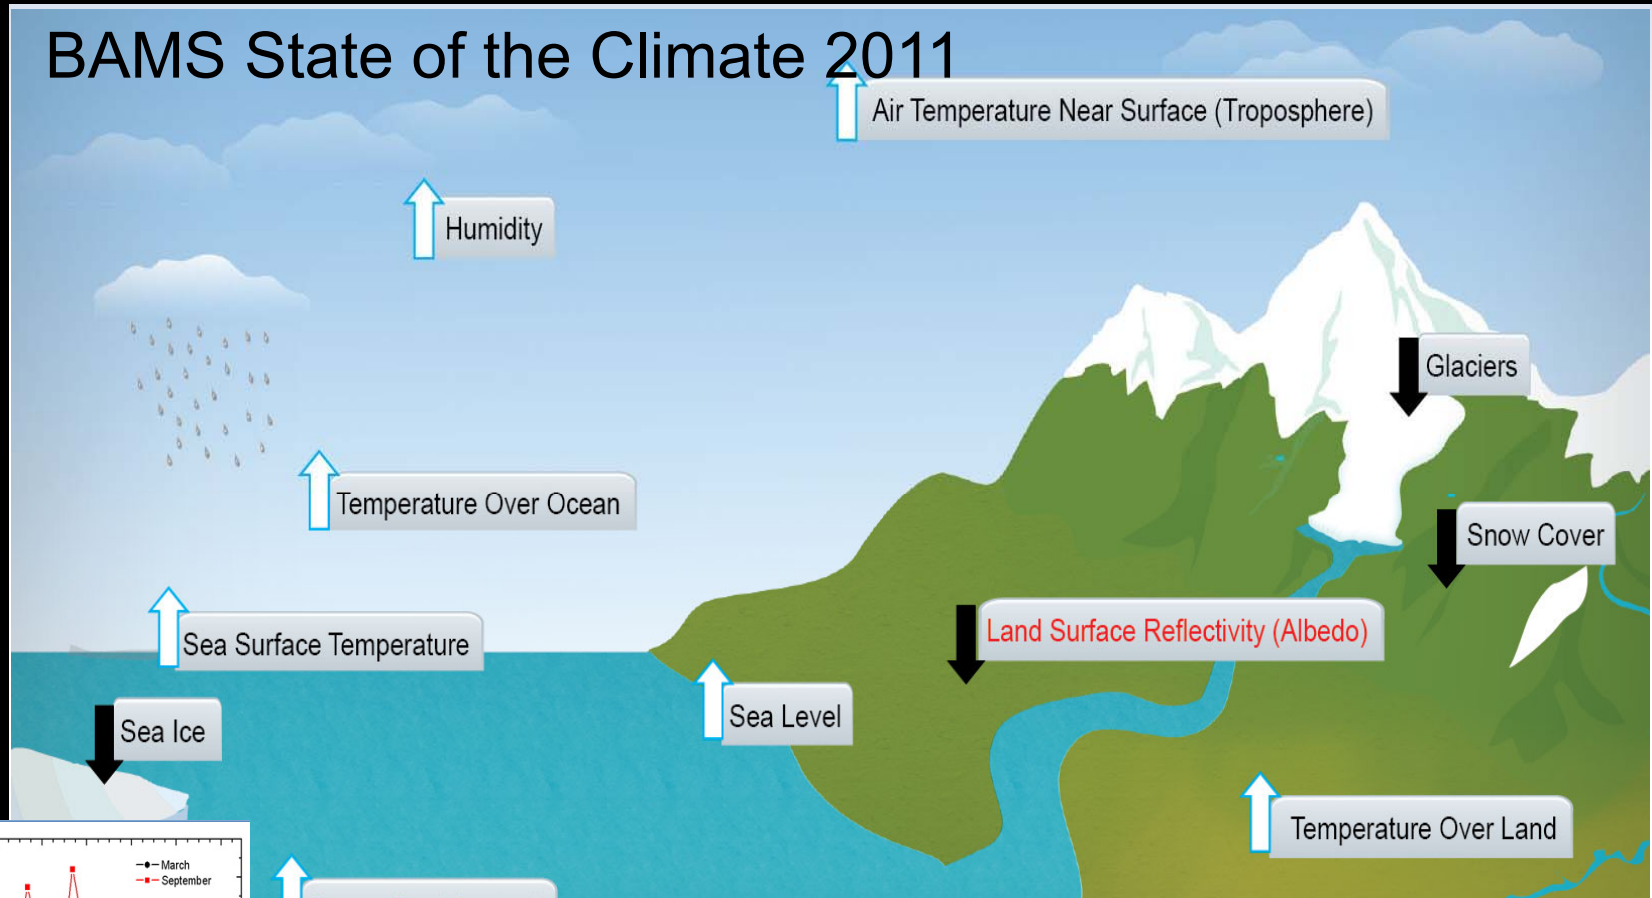 BAMS State of the Climate 2011
Air Temperature Near Surface (Troposphere)
Humidity
Glaciers
Temperature Over Ocean
Snow Cover
Land Surface Reflectivity (Albedo)
Sea Surface Temperature
Sea Level
Sea Ice
Temperature Over Land
March
September